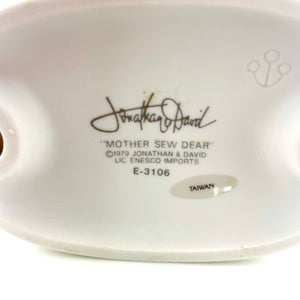 Jonathan & David
"MOTHER SEW DEAR"
©1979 JONATHAN & DAVID
LIC ENESCO IMPORTS
E-3106
TAIWAN